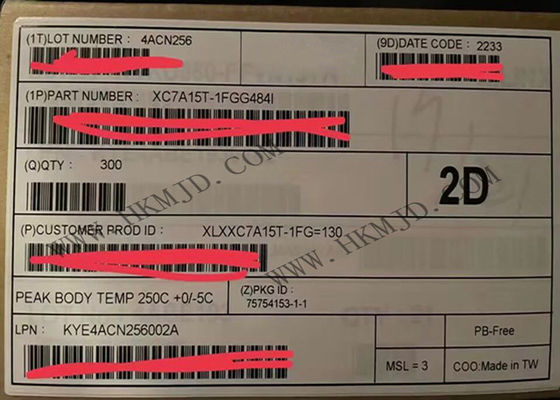 (1T)LOT NUMBER : 4ACN256
(9D)DATE CODE : 2233
(1P)PART NUMBER : XC7A15T-1FGG484I
(Q)QTY : 300
2D
(P)CUSTOMER PROD ID : XLXXC7A15T-1FG=130
PEAK BODY TEMP 250C +0/-5C
(Z)PKG ID :
75754153-1-1
LPN : KYE4ACN256002A
PB-Free
MSL = 3
COO:Made in TW
WWW.HKMJD.COM
WWW.HKMJD.COM